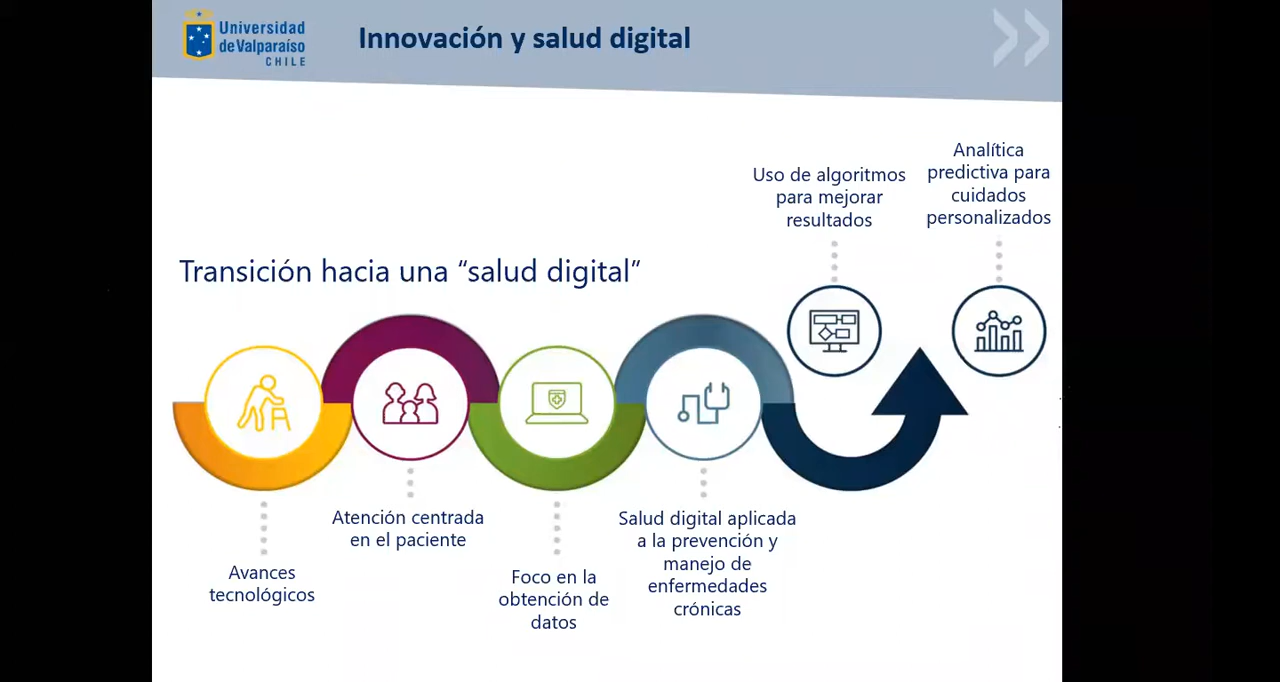 Universidad
de Valparaíso
CHILE
Innovación y salud digital
Transición hacia una “salud digital”
Avances
tecnológicos
Atención centrada
en el paciente
Foco en la
obtención de
datos
Salud digital aplicada
a la prevención y
manejo de
enfermedades
crónicas
Uso de algoritmos
para mejorar
resultados
Analítica
predictiva para
cuidados
personalizados